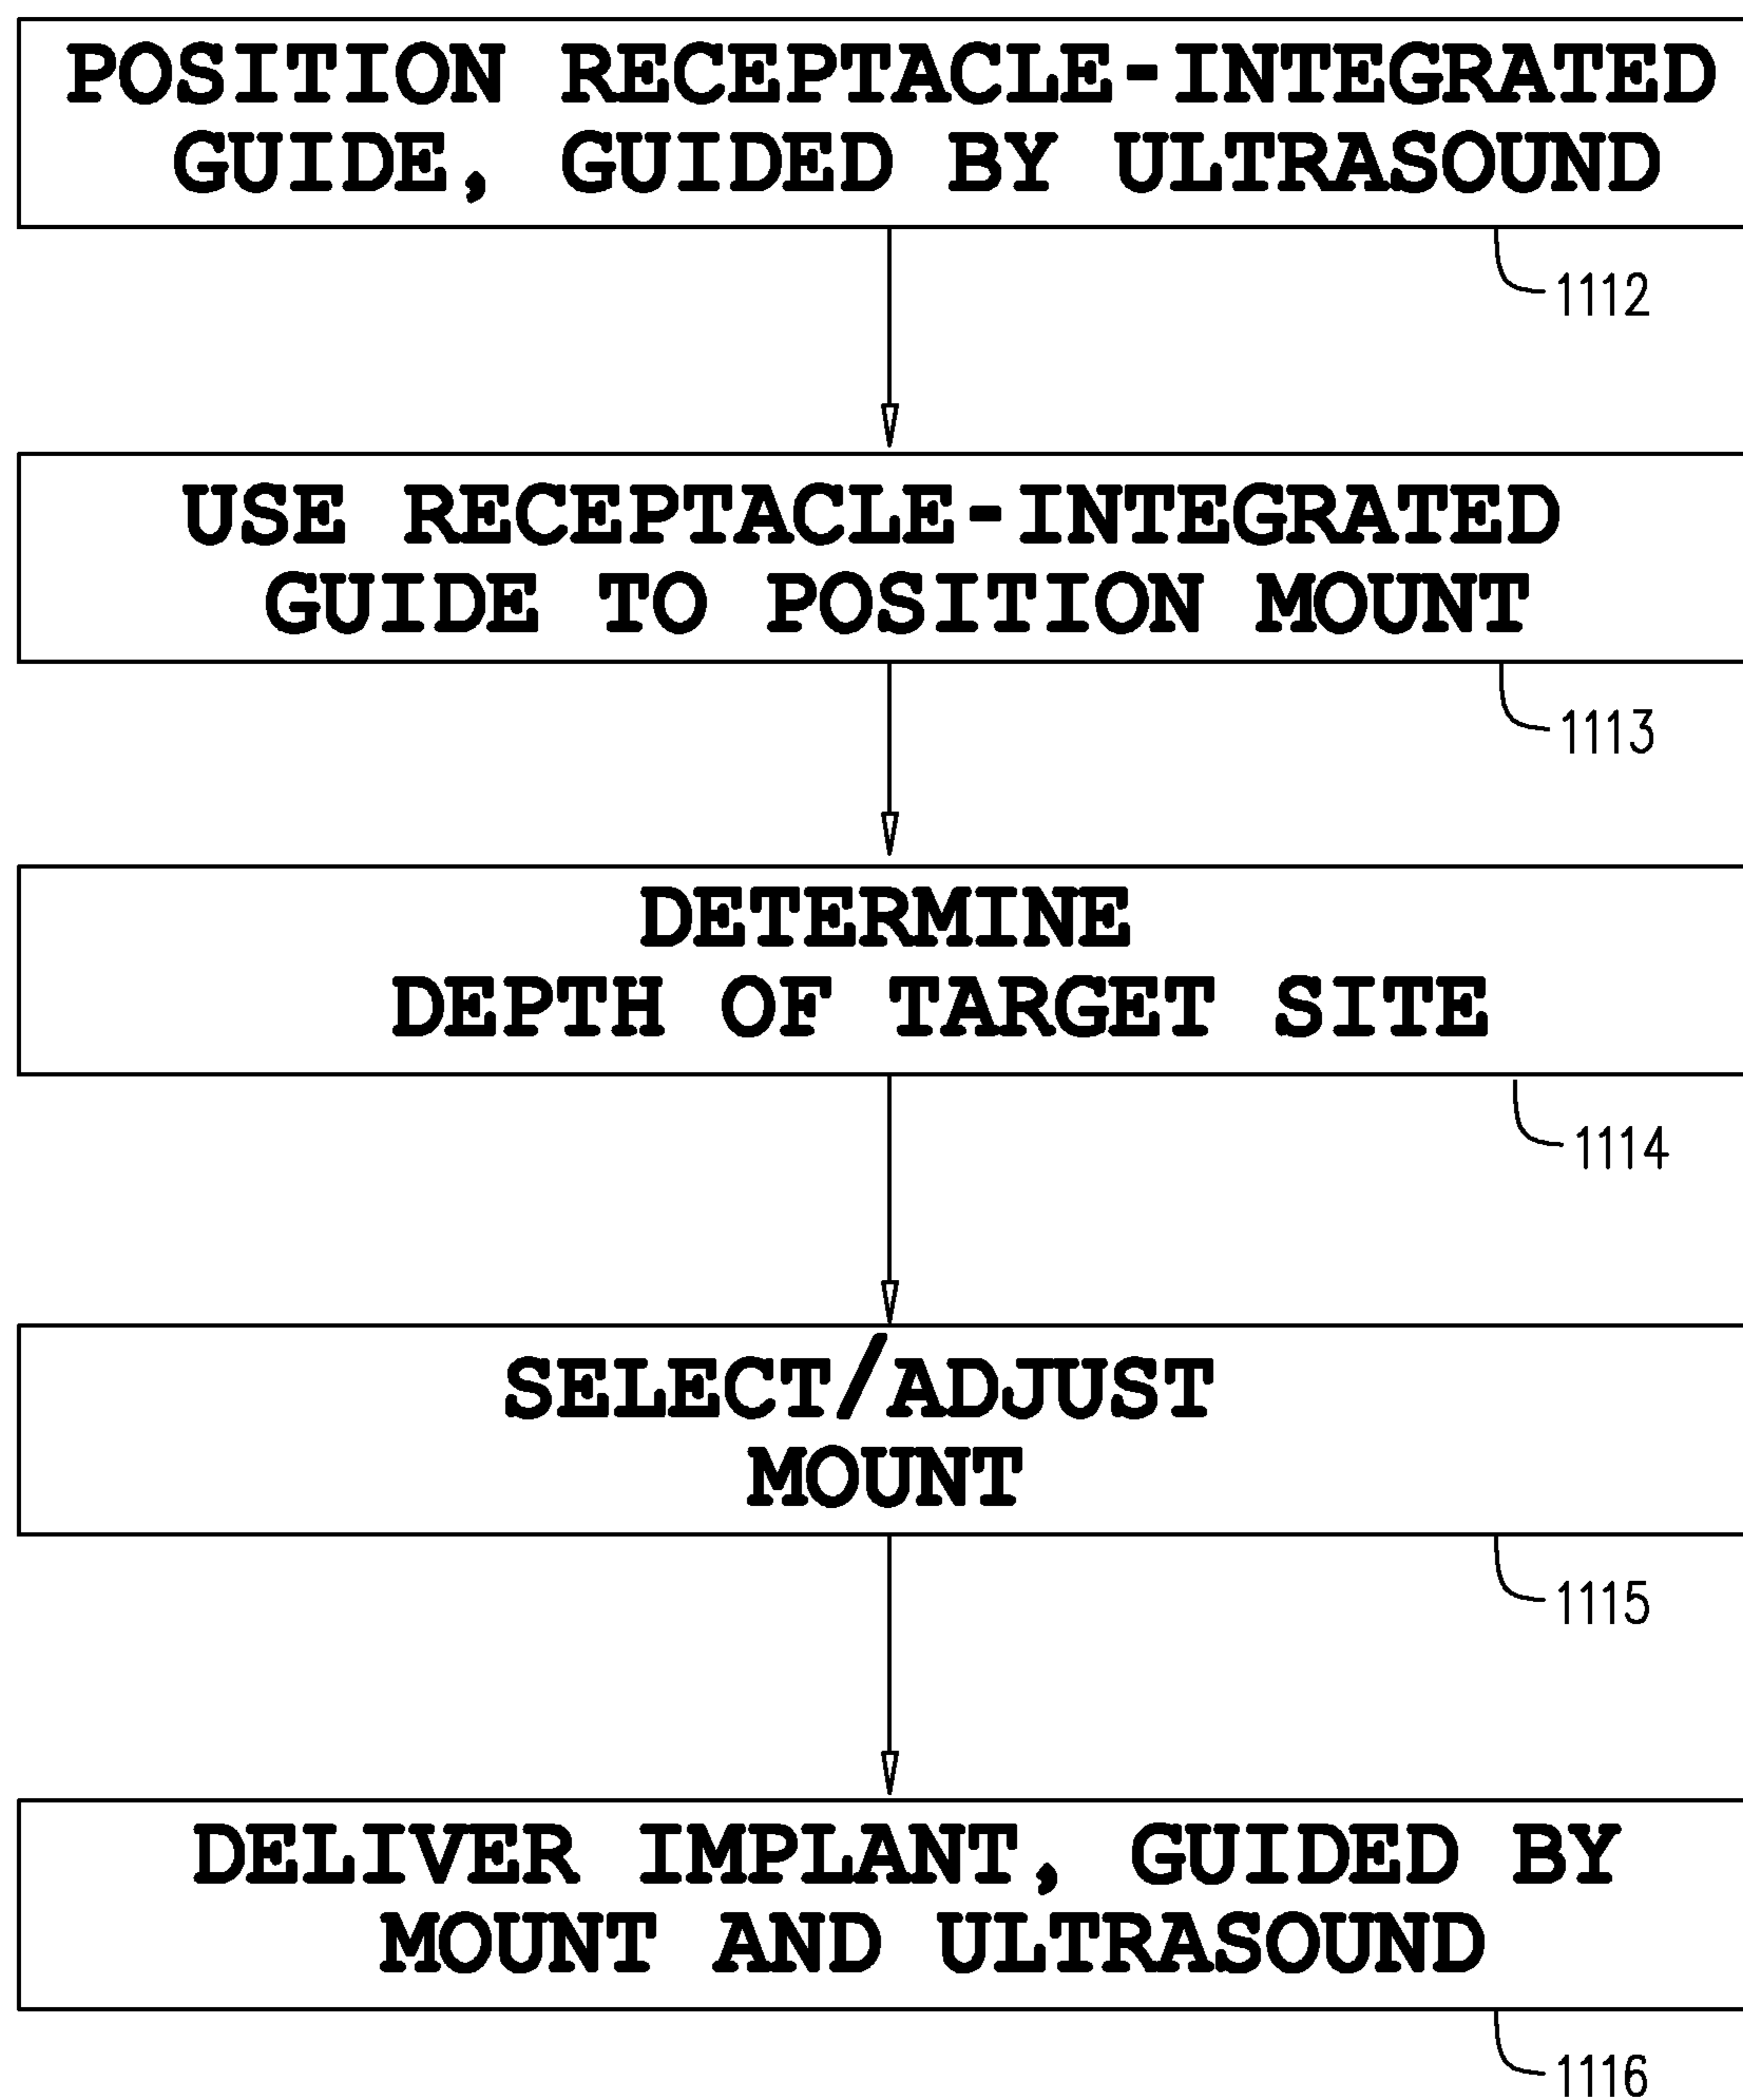 POSITION RECEPTACLE-INTEGRATED
GUIDE, GUIDED BY ULTRASOUND
1112
USE RECEPTACLE-INTEGRATED
GUIDE TO POSITION MOUNT
1113
DETERMINE
DEPTH OF TARGET SITE
1114
SELECT/ADJUST
MOUNT
1115
DELIVER IMPLANT, GUIDED BY
MOUNT AND ULTRASOUND
1116